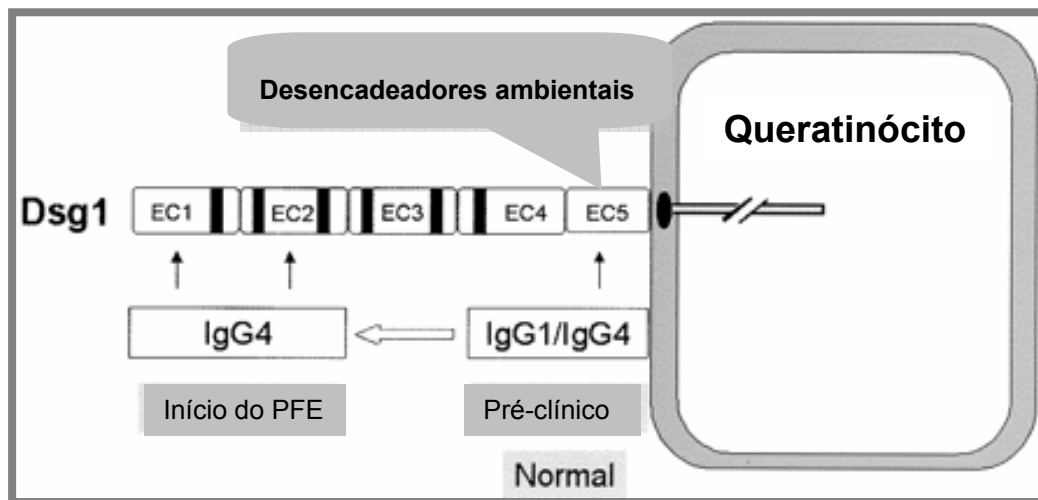 Desencadeadores ambientais
Queratinócito
Dsg1 EC1 EC2 EC3 EC4 EC5
IgG4 IgG1/IgG4
Início do PFE Pré-clínico
Normal